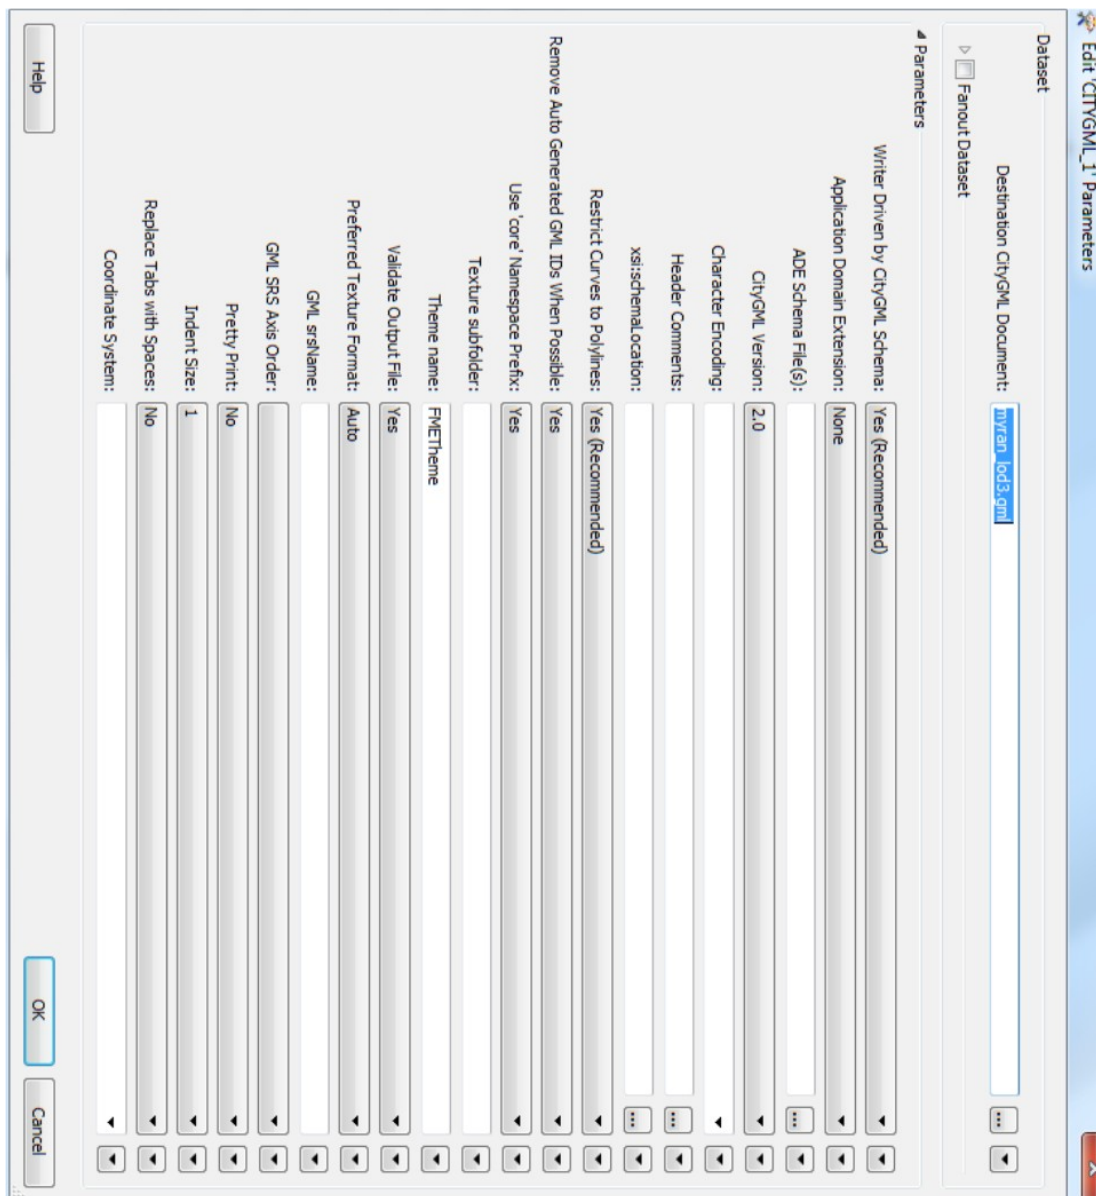 Edit 'CITYGML_1' Parameters
Dataset
Destination CityGML Document: myran_lod3.gml ...
Fanout Dataset
Parameters
Writer Driven by CityGML Schema: Yes (Recommended)
Application Domain Extension: None
ADE Schema File(s): ...
CityGML Version: 2.0
Character Encoding:
Header Comments: ...
xsi:schemaLocation: ...
Restrict Curves to Polylines: Yes (Recommended)
Remove Auto Generated GML IDs When Possible: Yes
Use 'core' Namespace Prefix: Yes
Texture subfolder:
Theme name: FMETheme
Validate Output File: Yes
Preferred Texture Format: Auto
GML srsName:
GML SRS Axis Order:
Pretty Print: No
Indent Size: 1
Replace Tabs with Spaces: No
Coordinate System:
Help OK Cancel